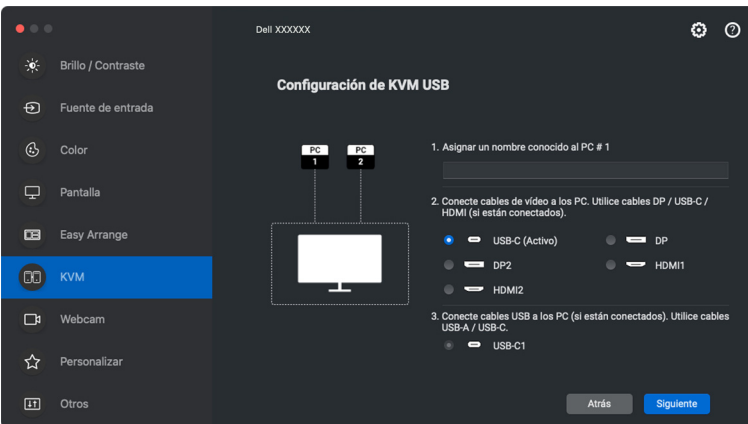 Dell XXXXXX
Brillo / Contraste
Fuente de entrada
Color
Pantalla
Easy Arrange
KVM
Webcam
Personalizar
Otros
Configuración de KVM USB
PC
1
PC
2
1. Asignar un nombre conocido al PC # 1
2. Conecte cables de vídeo a los PC. Utilice cables DP / USB-C /
HDMI (si están conectados).
USB-C (Activo)
DP
DP2
HDMI1
HDMI2
3. Conecte cables USB a los PC (si están conectados). Utilice cables
USB-A / USB-C.
USB-C1
Atrás
Siguiente